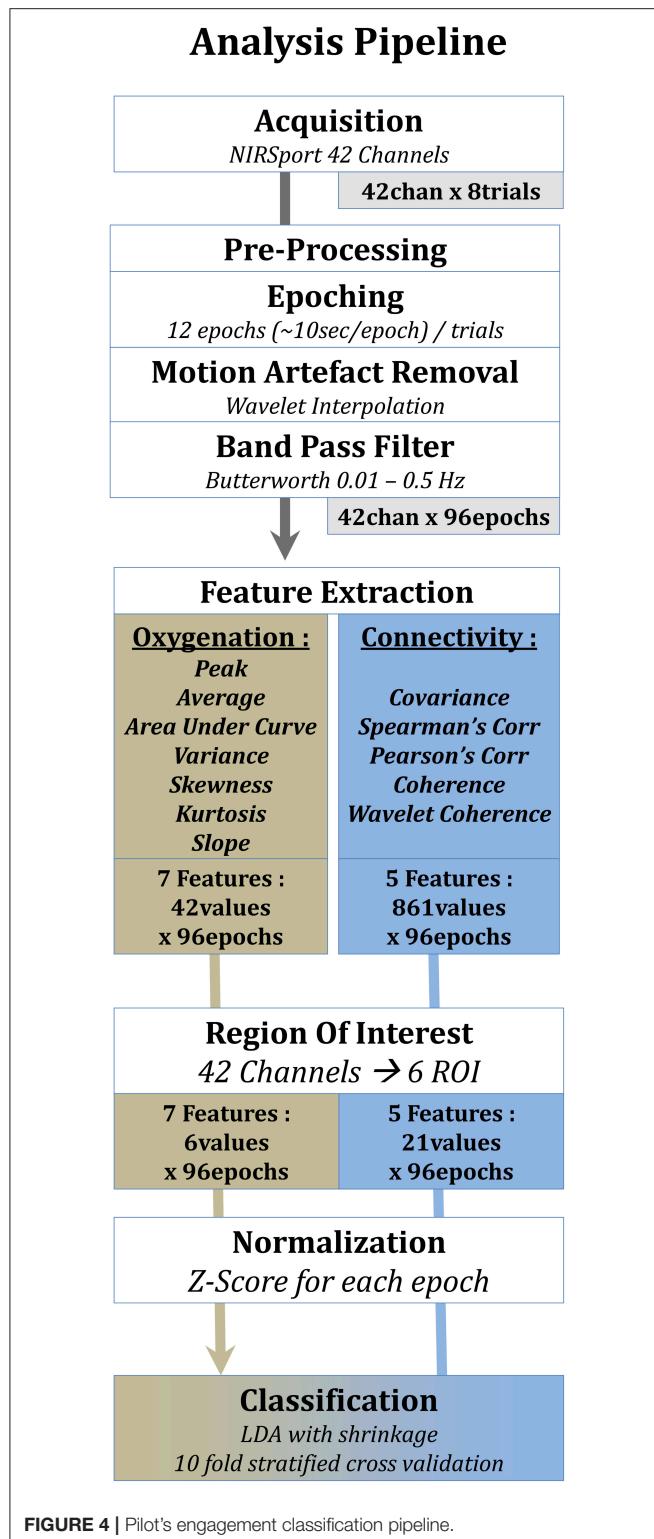 Analysis Pipeline
Acquisition
NIRSport 42 Channels
42chan x 8trials
Pre-Processing
Epoching
12 epochs (~10sec/epoch) / trials
Motion Artefact Removal
Wavelet Interpolation
Band Pass Filter
Butterworth 0.01 – 0.5 Hz
42chan x 96epochs
Feature Extraction
Oxygenation :
Peak
Average
Area Under Curve
Variance
Skewness
Kurtosis
Slope
7 Features :
42values
x 96epochs
Connectivity :
Covariance
Spearman's Corr
Pearson's Corr
Coherence
Wavelet Coherence
5 Features :
861values
x 96epochs
Region Of Interest
42 Channels → 6 ROI
7 Features :
6values
x 96epochs
5 Features :
21values
x 96epochs
Normalization
Z-Score for each epoch
Classification
LDA with shrinkage
10 fold stratified cross validation
FIGURE 4 | Pilot's engagement classification pipeline.